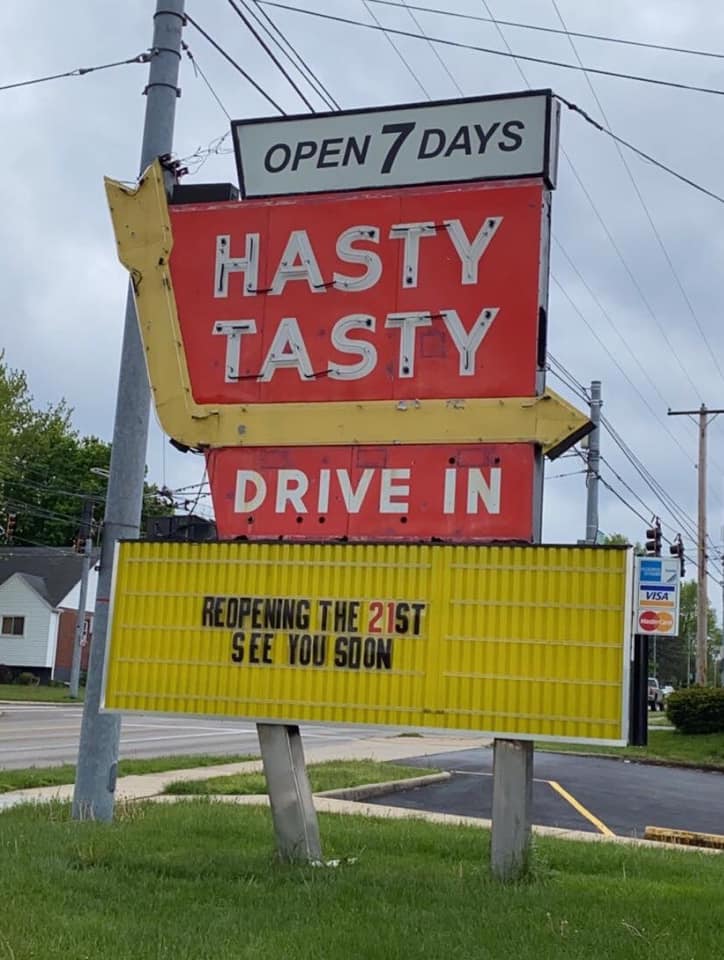 OPEN 7 DAYS
HASTY
TASTY
DRIVE IN
REOPENING THE 21ST
SEE YOU SOON
VISA
MasterCard